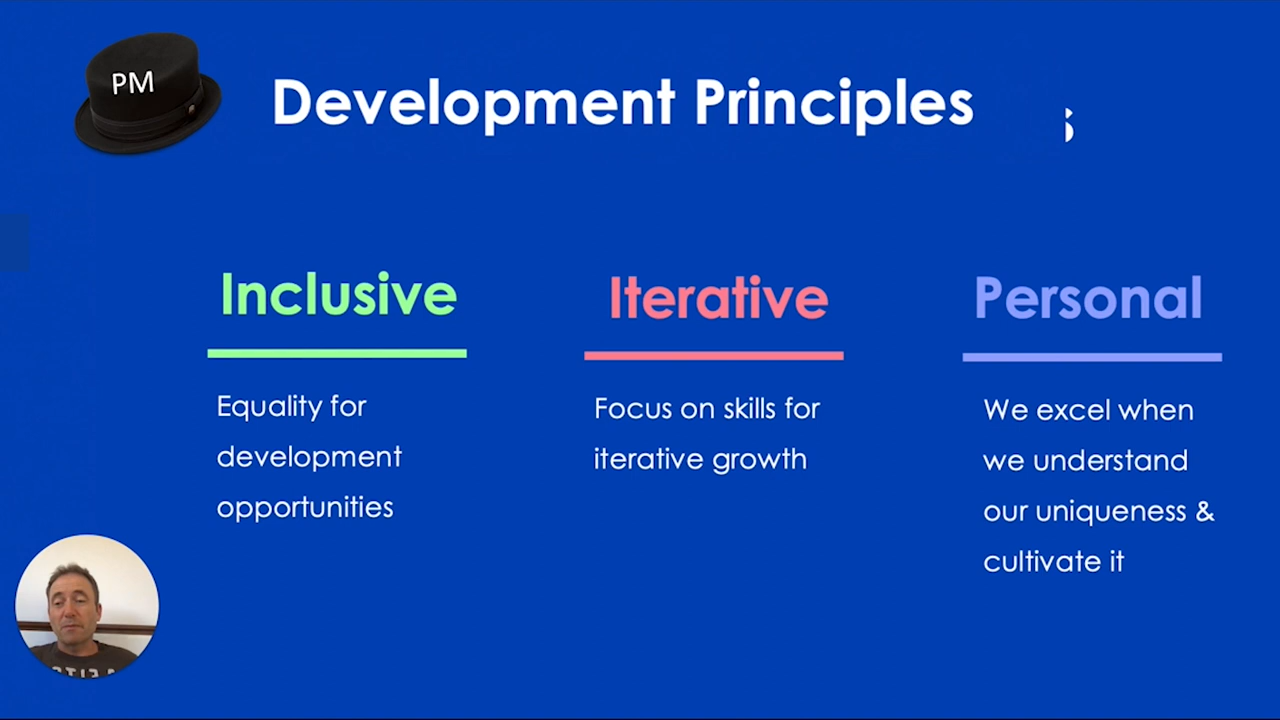 PM
Development Principles
s
Inclusive
Iterative
Personal
Equality for
development
opportunities
Focus on skills for
iterative growth
We excel when
we understand
our uniqueness &
cultivate it